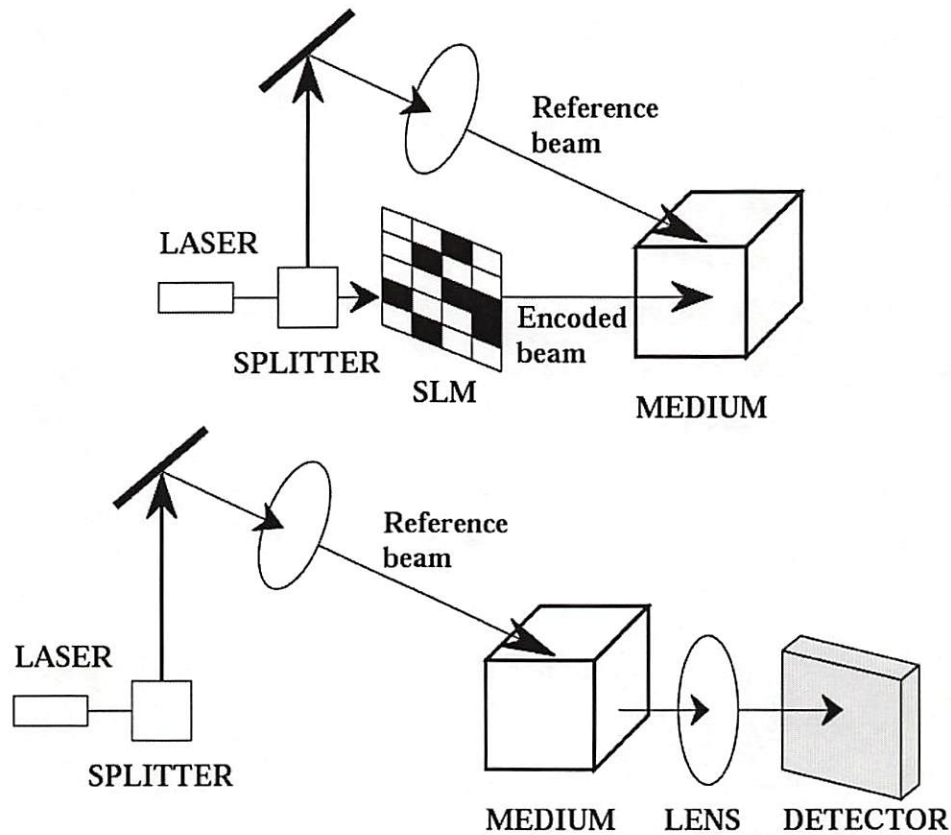 Reference
beam
LASER
SPLITTER
SLM
Encoded
beam
MEDIUM
Reference
beam
LASER
SPLITTER
MEDIUM
LENS
DETECTOR